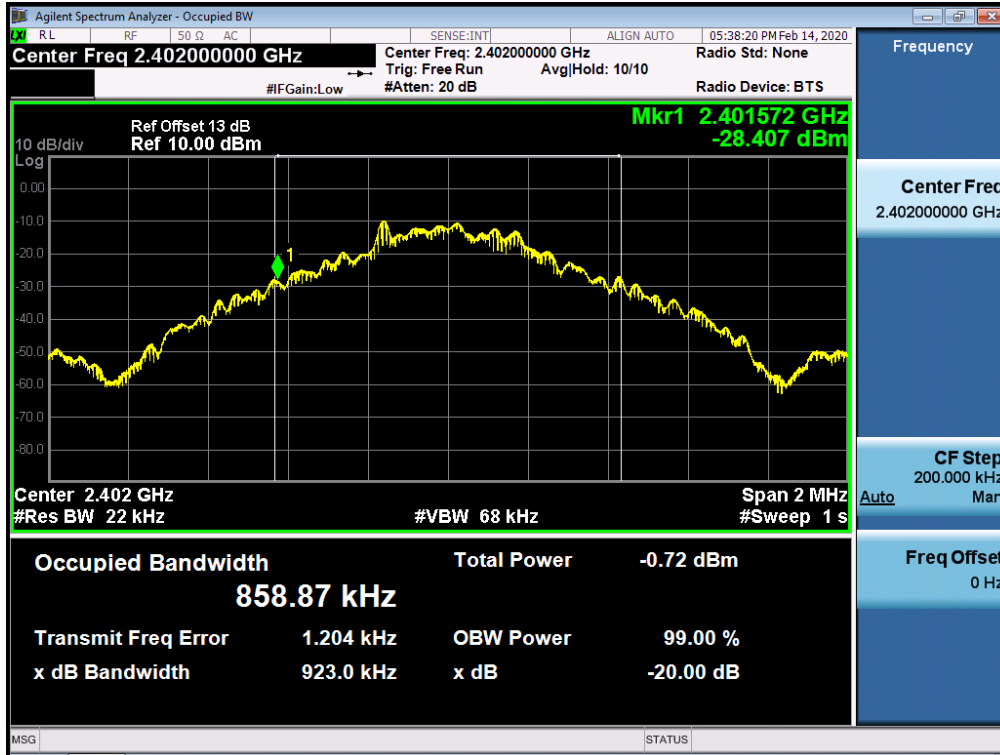 Agilent Spectrum Analyzer - Occupied BW
LXI RL RF 50 Ω AC SENSE:INT ALIGN AUTO 05:38:20 PM Feb 14, 2020
Center Freq 2.402000000 GHz
Center Freq: 2.402000000 GHz
Radio Std: None
Trig: Free Run Avg|Hold: 10/10
#IFGain:Low #Atten: 20 dB
Radio Device: BTS
Frequency
Mkr1 2.401572 GHz
-28.407 dBm
Ref Offset 13 dB
10 dB/div Ref 10.00 dBm
Log
0.00
-10.0
-20.0
-30.0
-40.0
-50.0
-60.0
-70.0
-80.0
1
Center Freq
2.402000000 GHz
Center 2.402 GHz Span 2 MHz
#Res BW 22 kHz #VBW 68 kHz #Sweep 1 s
CF Step
200.000 kHz
Auto Man
Occupied Bandwidth Total Power -0.72 dBm
858.87 kHz
Transmit Freq Error 1.204 kHz OBW Power 99.00 %
x dB Bandwidth 923.0 kHz x dB -20.00 dB
Freq Offset
0 Hz
MSG STATUS